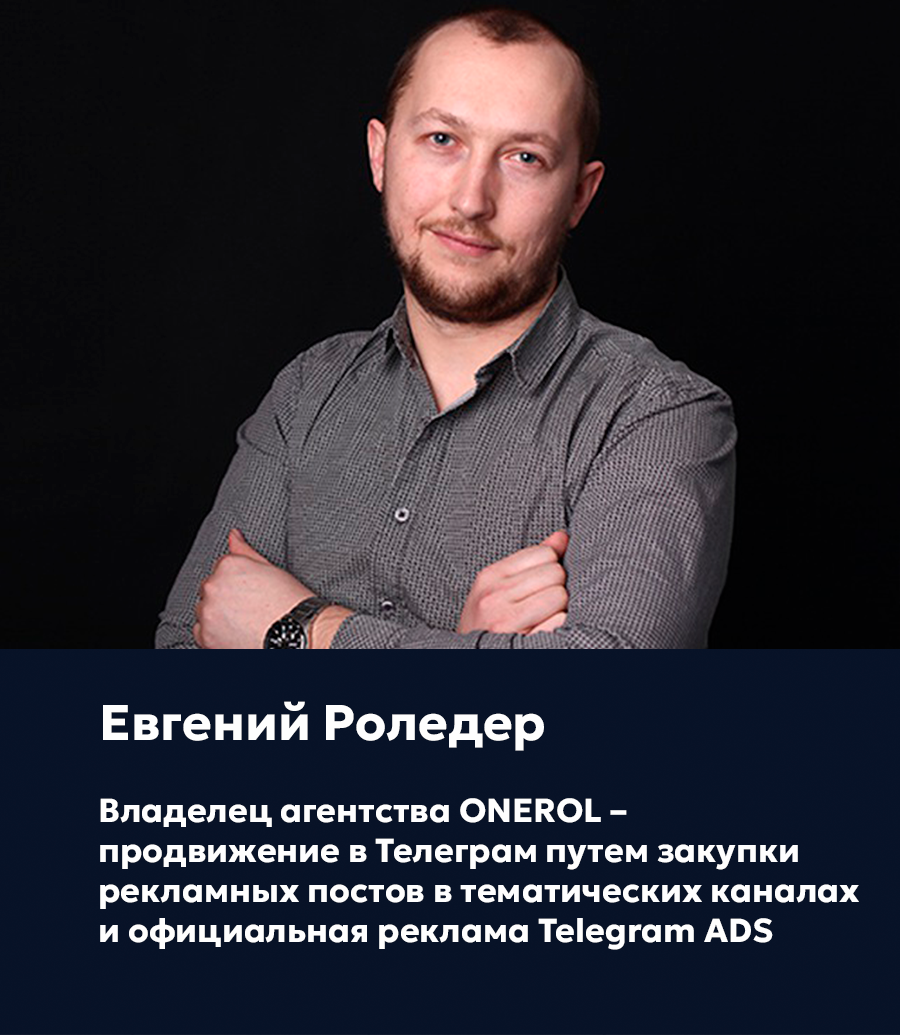 Евгений Роледер
Владелец агентства ONEROL –
продвижение в Телеграм путем закупки
рекламных постов в тематических каналах
и официальная реклама Telegram ADS